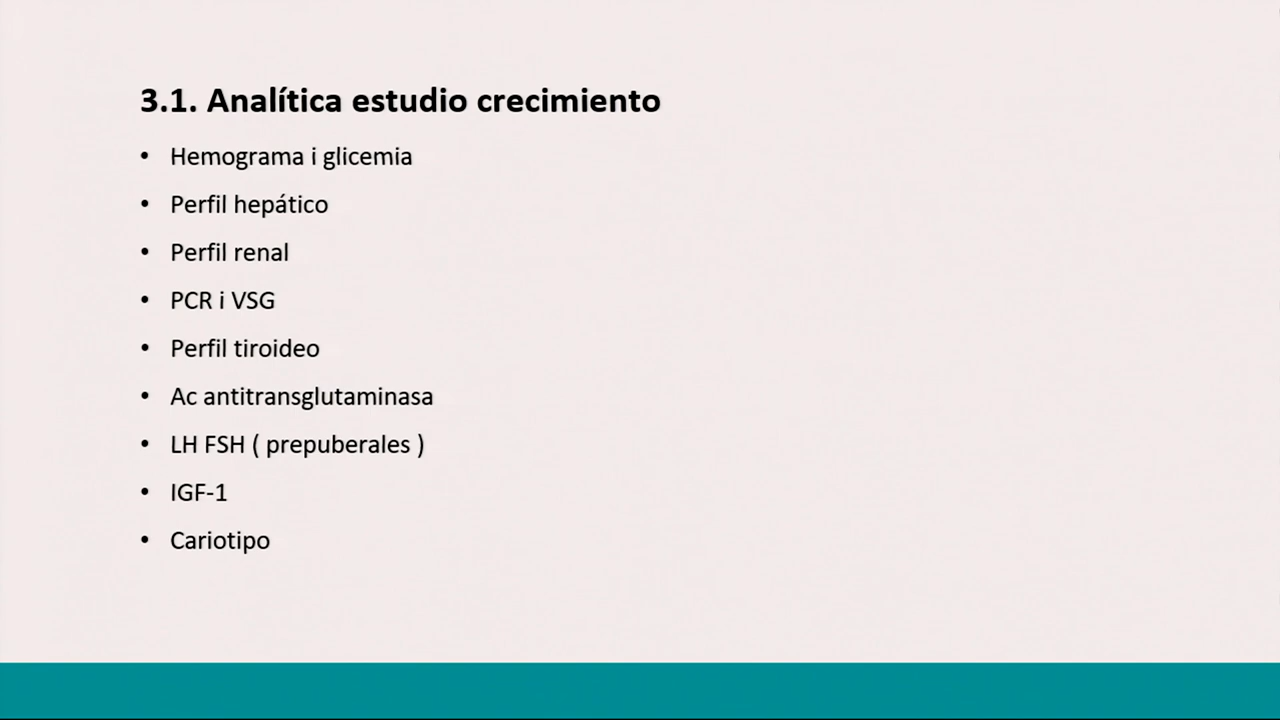 3.1. Analítica estudio crecimiento
• Hemograma i glicemia
• Perfil hepático
• Perfil renal
• PCR i VSG
• Perfil tiroideo
• Ac antitransglutaminasa
• LH FSH ( prepuberales )
• IGF-1
• Cariotipo